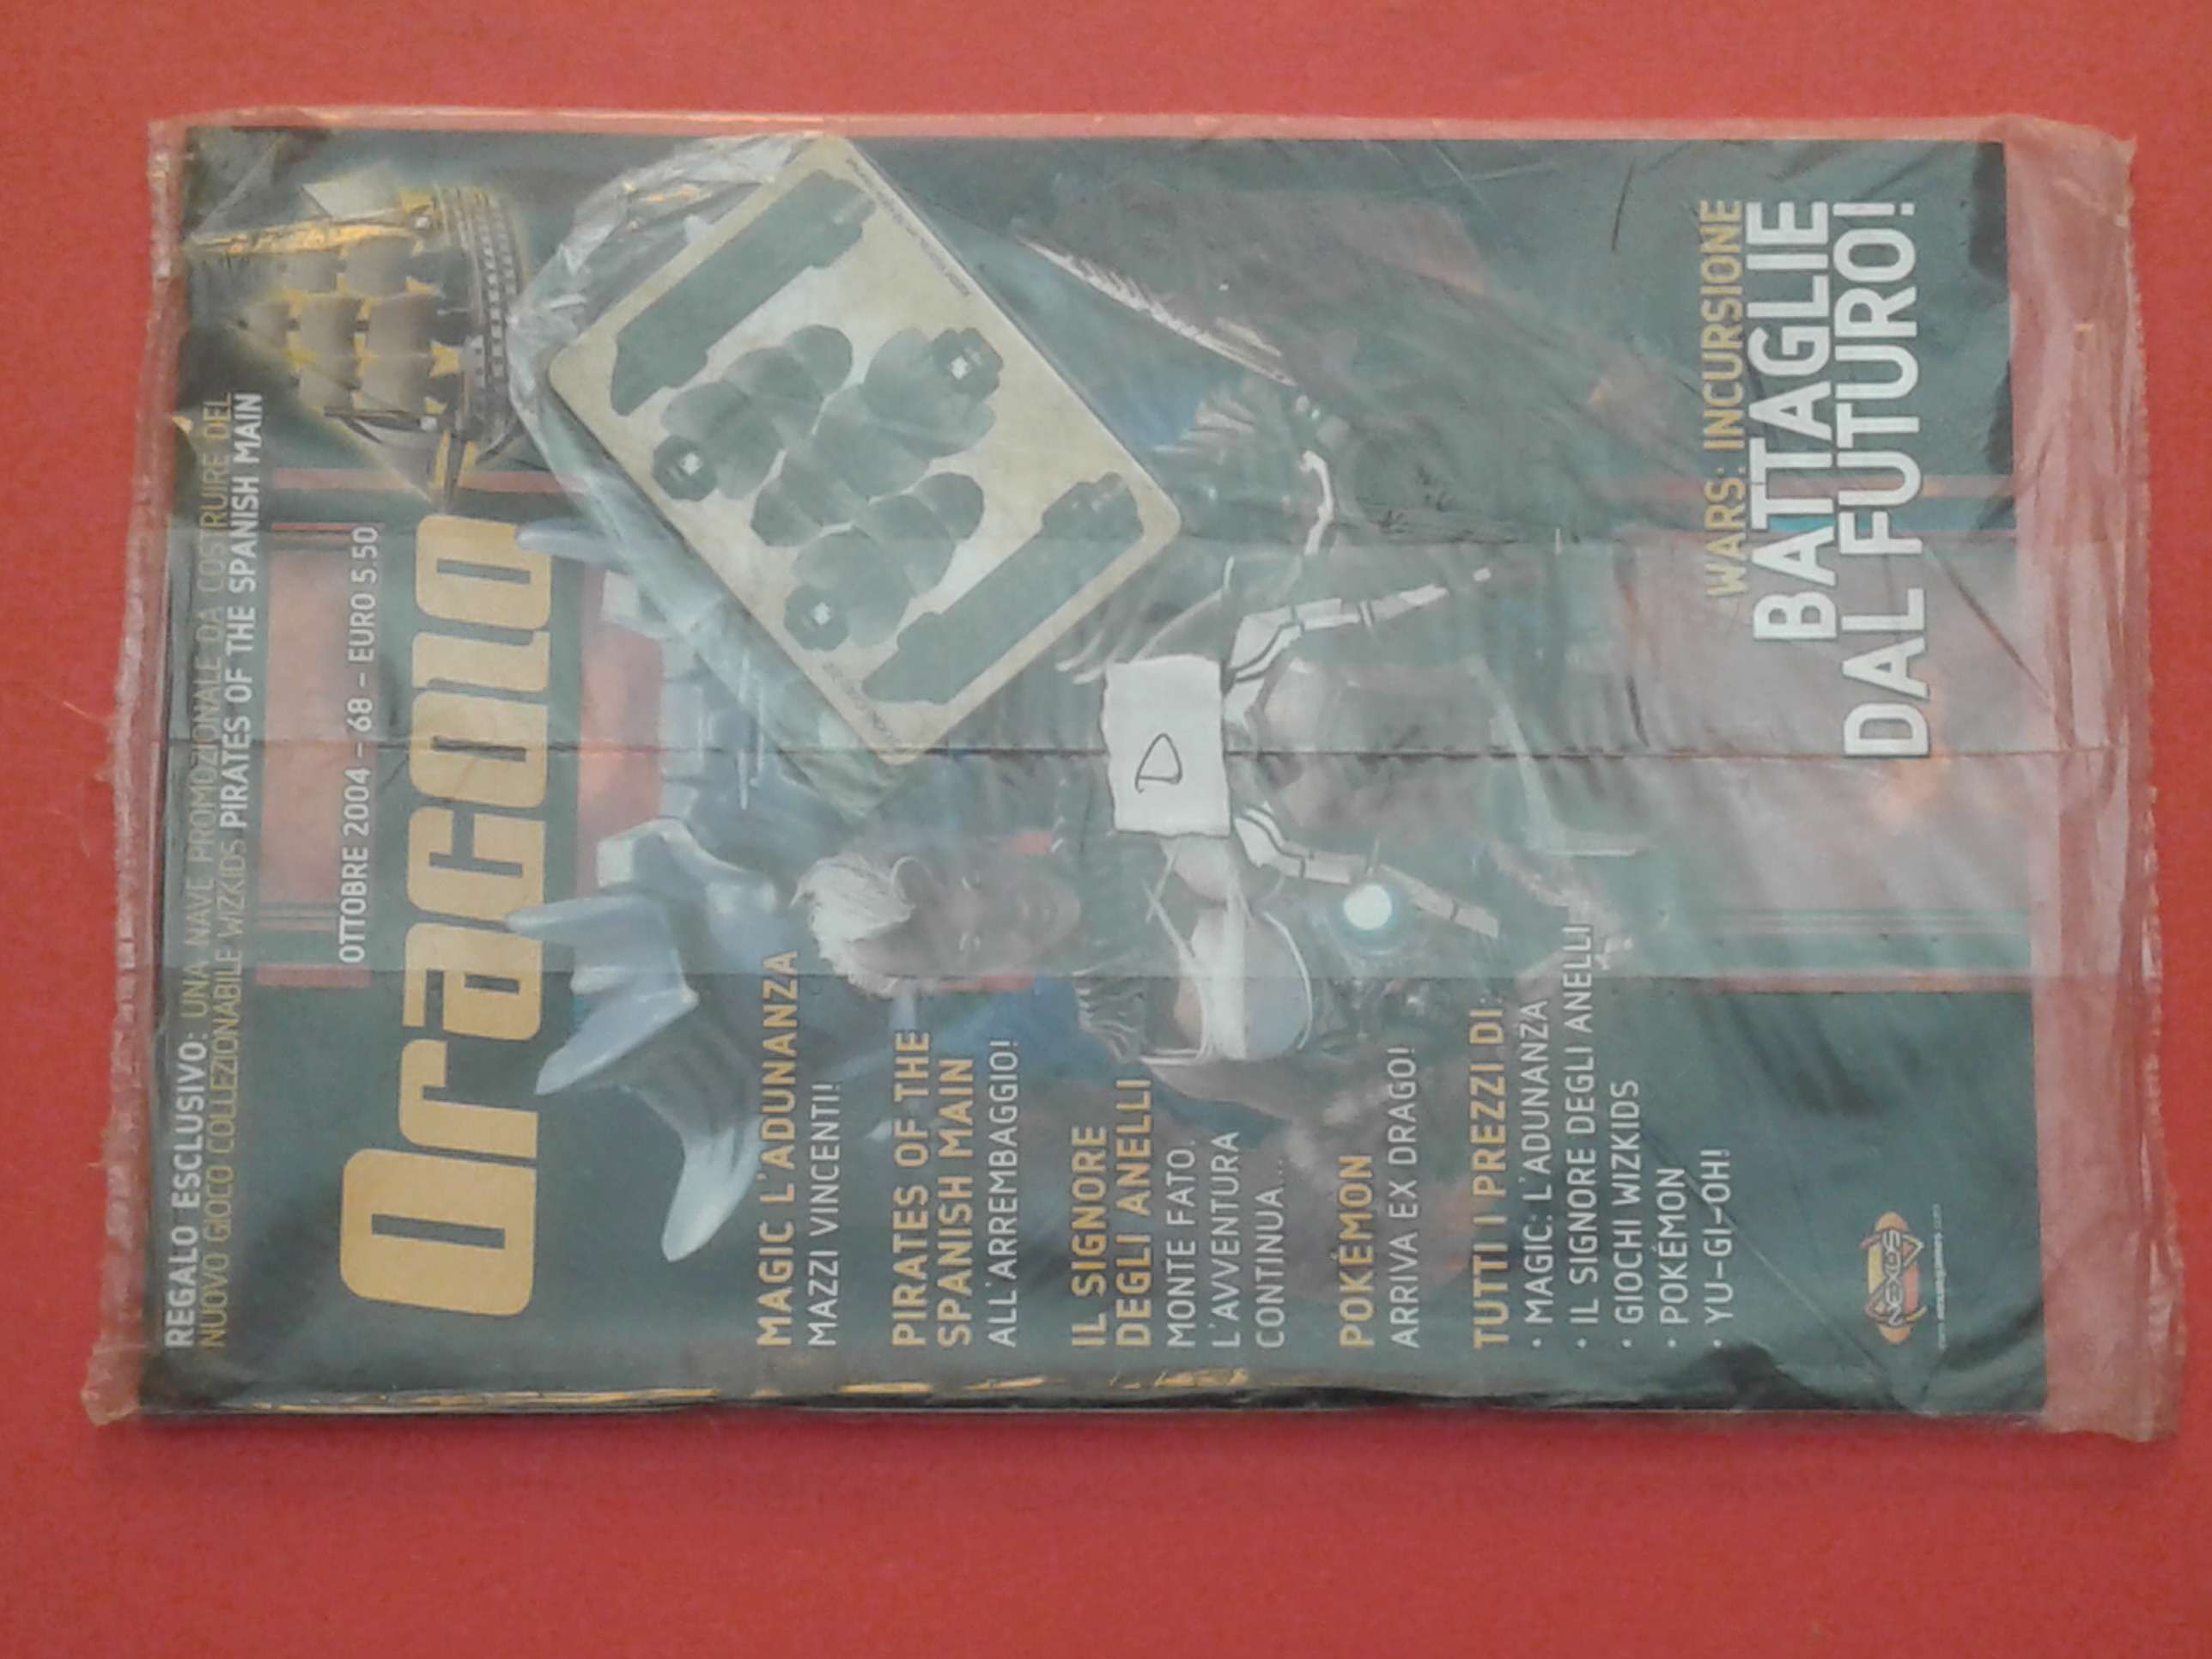 REGALO ESCLUSIVO: UNA NAVE PROMOZIONALE DA COSTRUIRE DEL
NUOVO GIOCO COLLEZIONABILE WIZKIDS PIRATES OF THE SPANISH MAIN
OTTOBRE 2004 – 68 – EURO 5.50
Oracolo
MAGIC L'ADUNANZA
MAZZI VINCENTI!
PIRATES OF THE
SPANISH MAIN
ALL'ARREMBAGGIO!
IL SIGNORE
DEGLI ANELLI
MONTE FATO.
L'AVVENTURA
CONTINUA...
POKÉMON
ARRIVA EX DRAGO!
TUTTI I PREZZI DI:
• MAGIC: L'ADUNANZA
• IL SIGNORE DEGLI ANELLI
• GIOCHI WIZKIDS
• POKÉMON
• YU-GI-OH!
D
WARS: INCURSIONE
BATTAGLIE
DAL FUTURO!
NEXUS